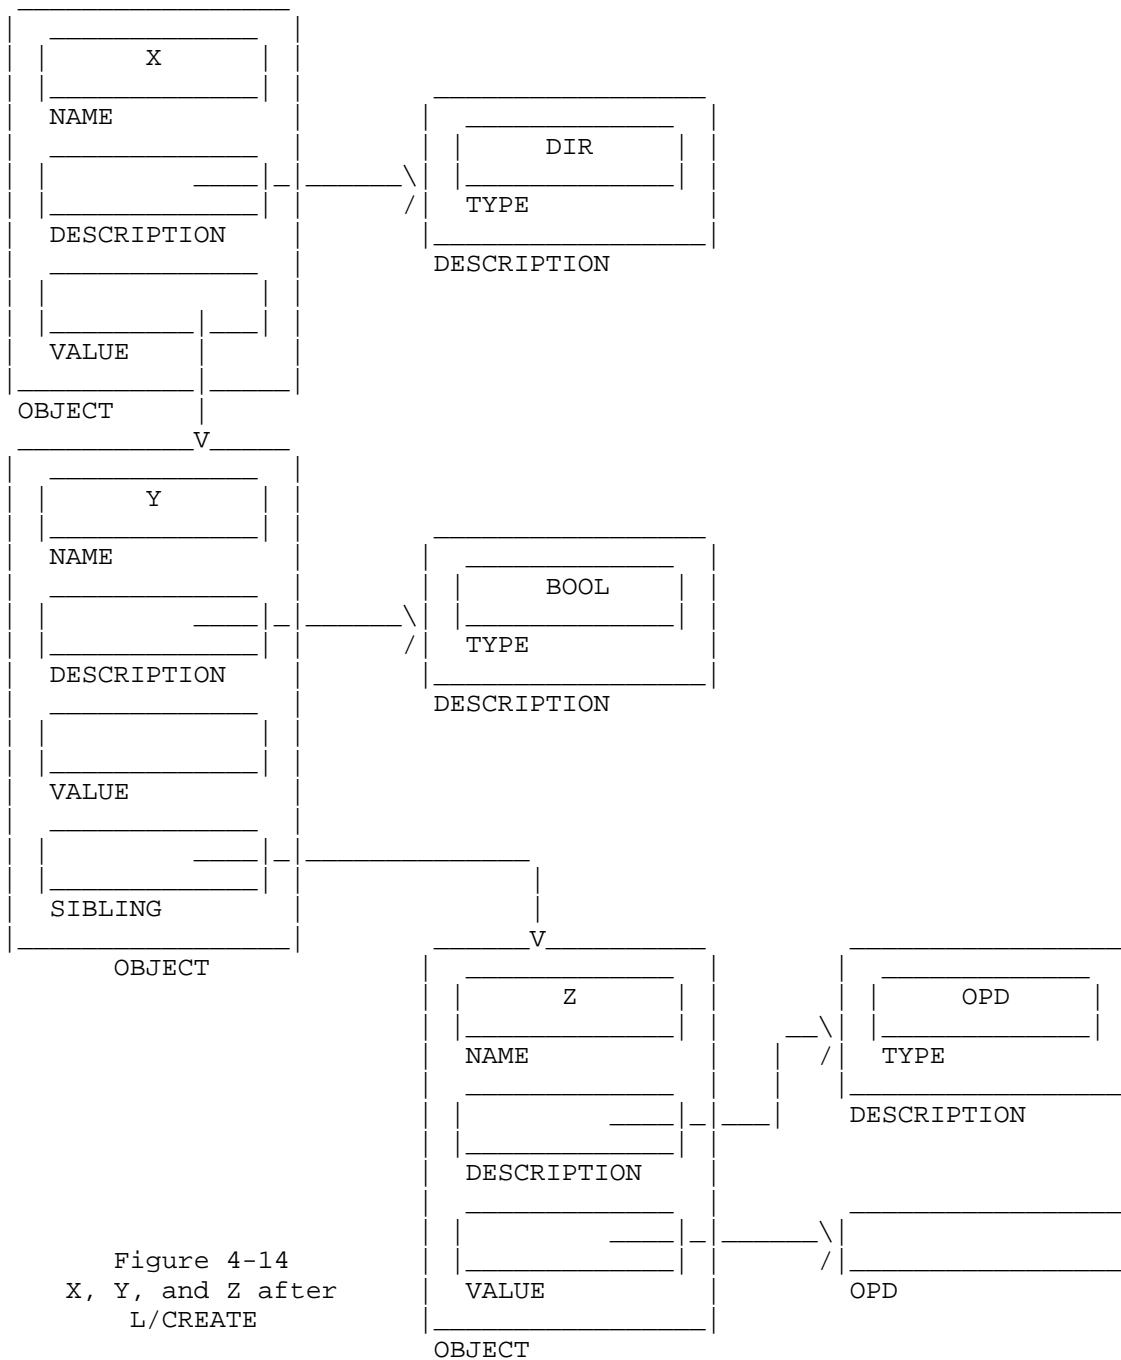 X
NAME
DIR
TYPE
DESCRIPTION
DESCRIPTION
VALUE
OBJECT
V
Y
NAME
BOOL
TYPE
DESCRIPTION
DESCRIPTION
VALUE
SIBLING
V
OBJECT
Z
OPD
NAME
TYPE
DESCRIPTION
DESCRIPTION
Figure 4-14
X, Y, and Z after
L/CREATE
VALUE
OPD
OBJECT